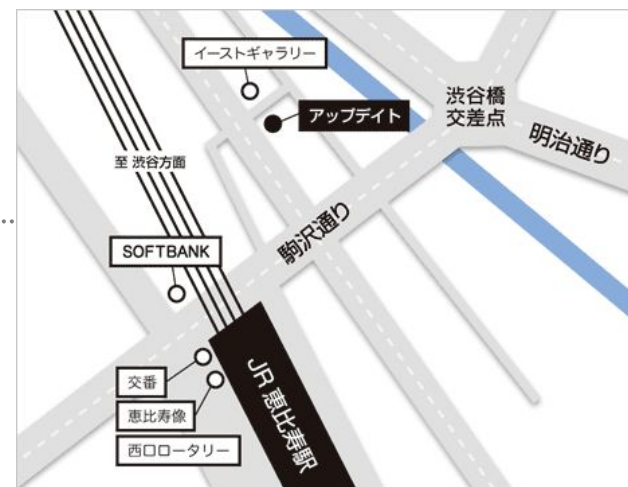 イーストギャラリー
アップデイト
渋谷橋
交差点
明治通り
至 渋谷方面
駒沢通り
SOFTBANK
交番
恵比寿像
西口ロータリー
JR 恵比寿駅